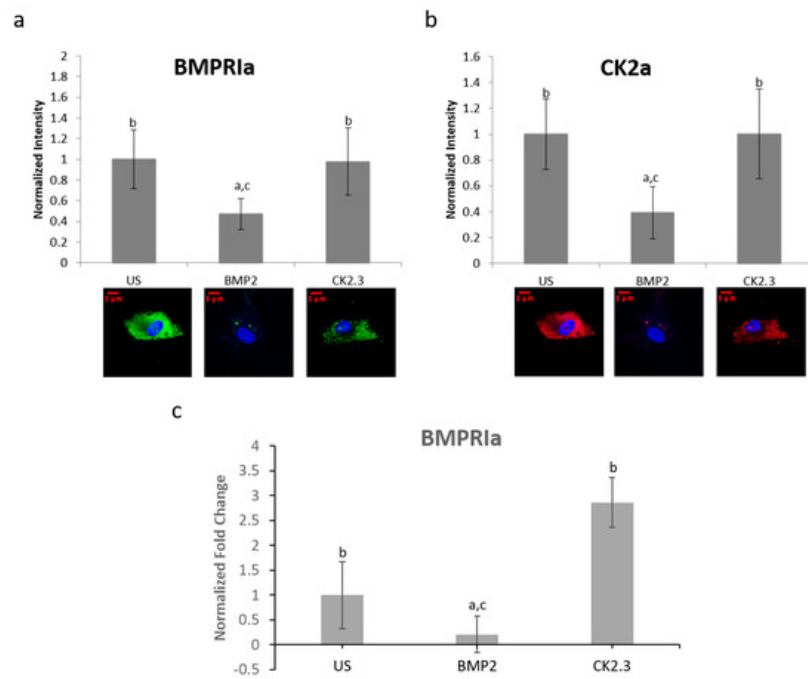 a
BMPRIa
Normalized Intensity
2
1.8
1.6
1.4
1.2
1
0.8
0.6
0.4
0.2
0
b
a,c
b
US
BMP2
CK2.3
b
CK2a
Normalized Intensity
1.6
1.4
1.2
1
0.8
0.6
0.4
0.2
0
b
a,c
b
US
BMP2
CK2.3
c
BMPRIa
Normalized Fold Change
4
3.5
3
2.5
2
1.5
1
0.5
0
-0.5
b
a,c
b
US
BMP2
CK2.3